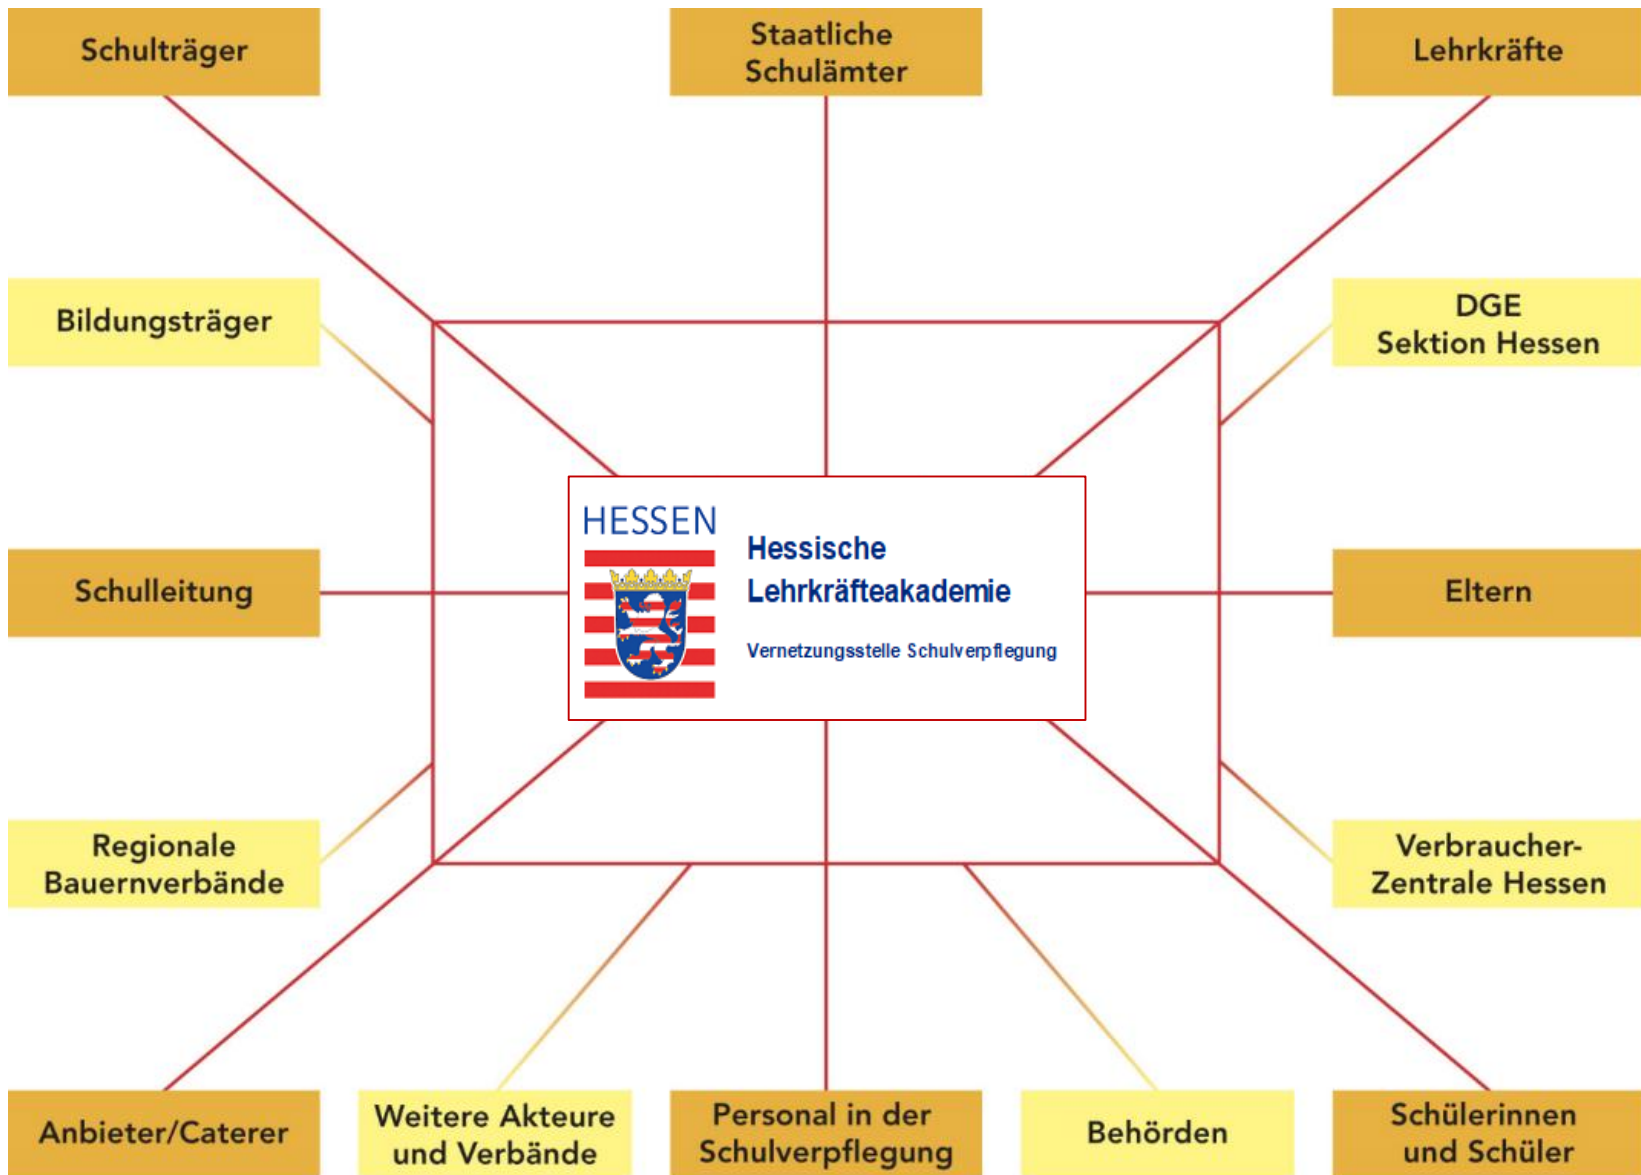 Schulträger
Staatliche
Schulämter
Lehrkräfte
Bildungsträger
DGE
Sektion Hessen
HESSEN
Hessische
Lehrkräfteakademie
Vernetzungsstelle Schulverpflegung
Schulleitung
Eltern
Regionale
Bauernverbände
Verbraucher-
Zentrale Hessen
Anbieter/Caterer
Weitere Akteure
und Verbände
Personal in der
Schulverpflegung
Behörden
Schülerinnen
und Schüler